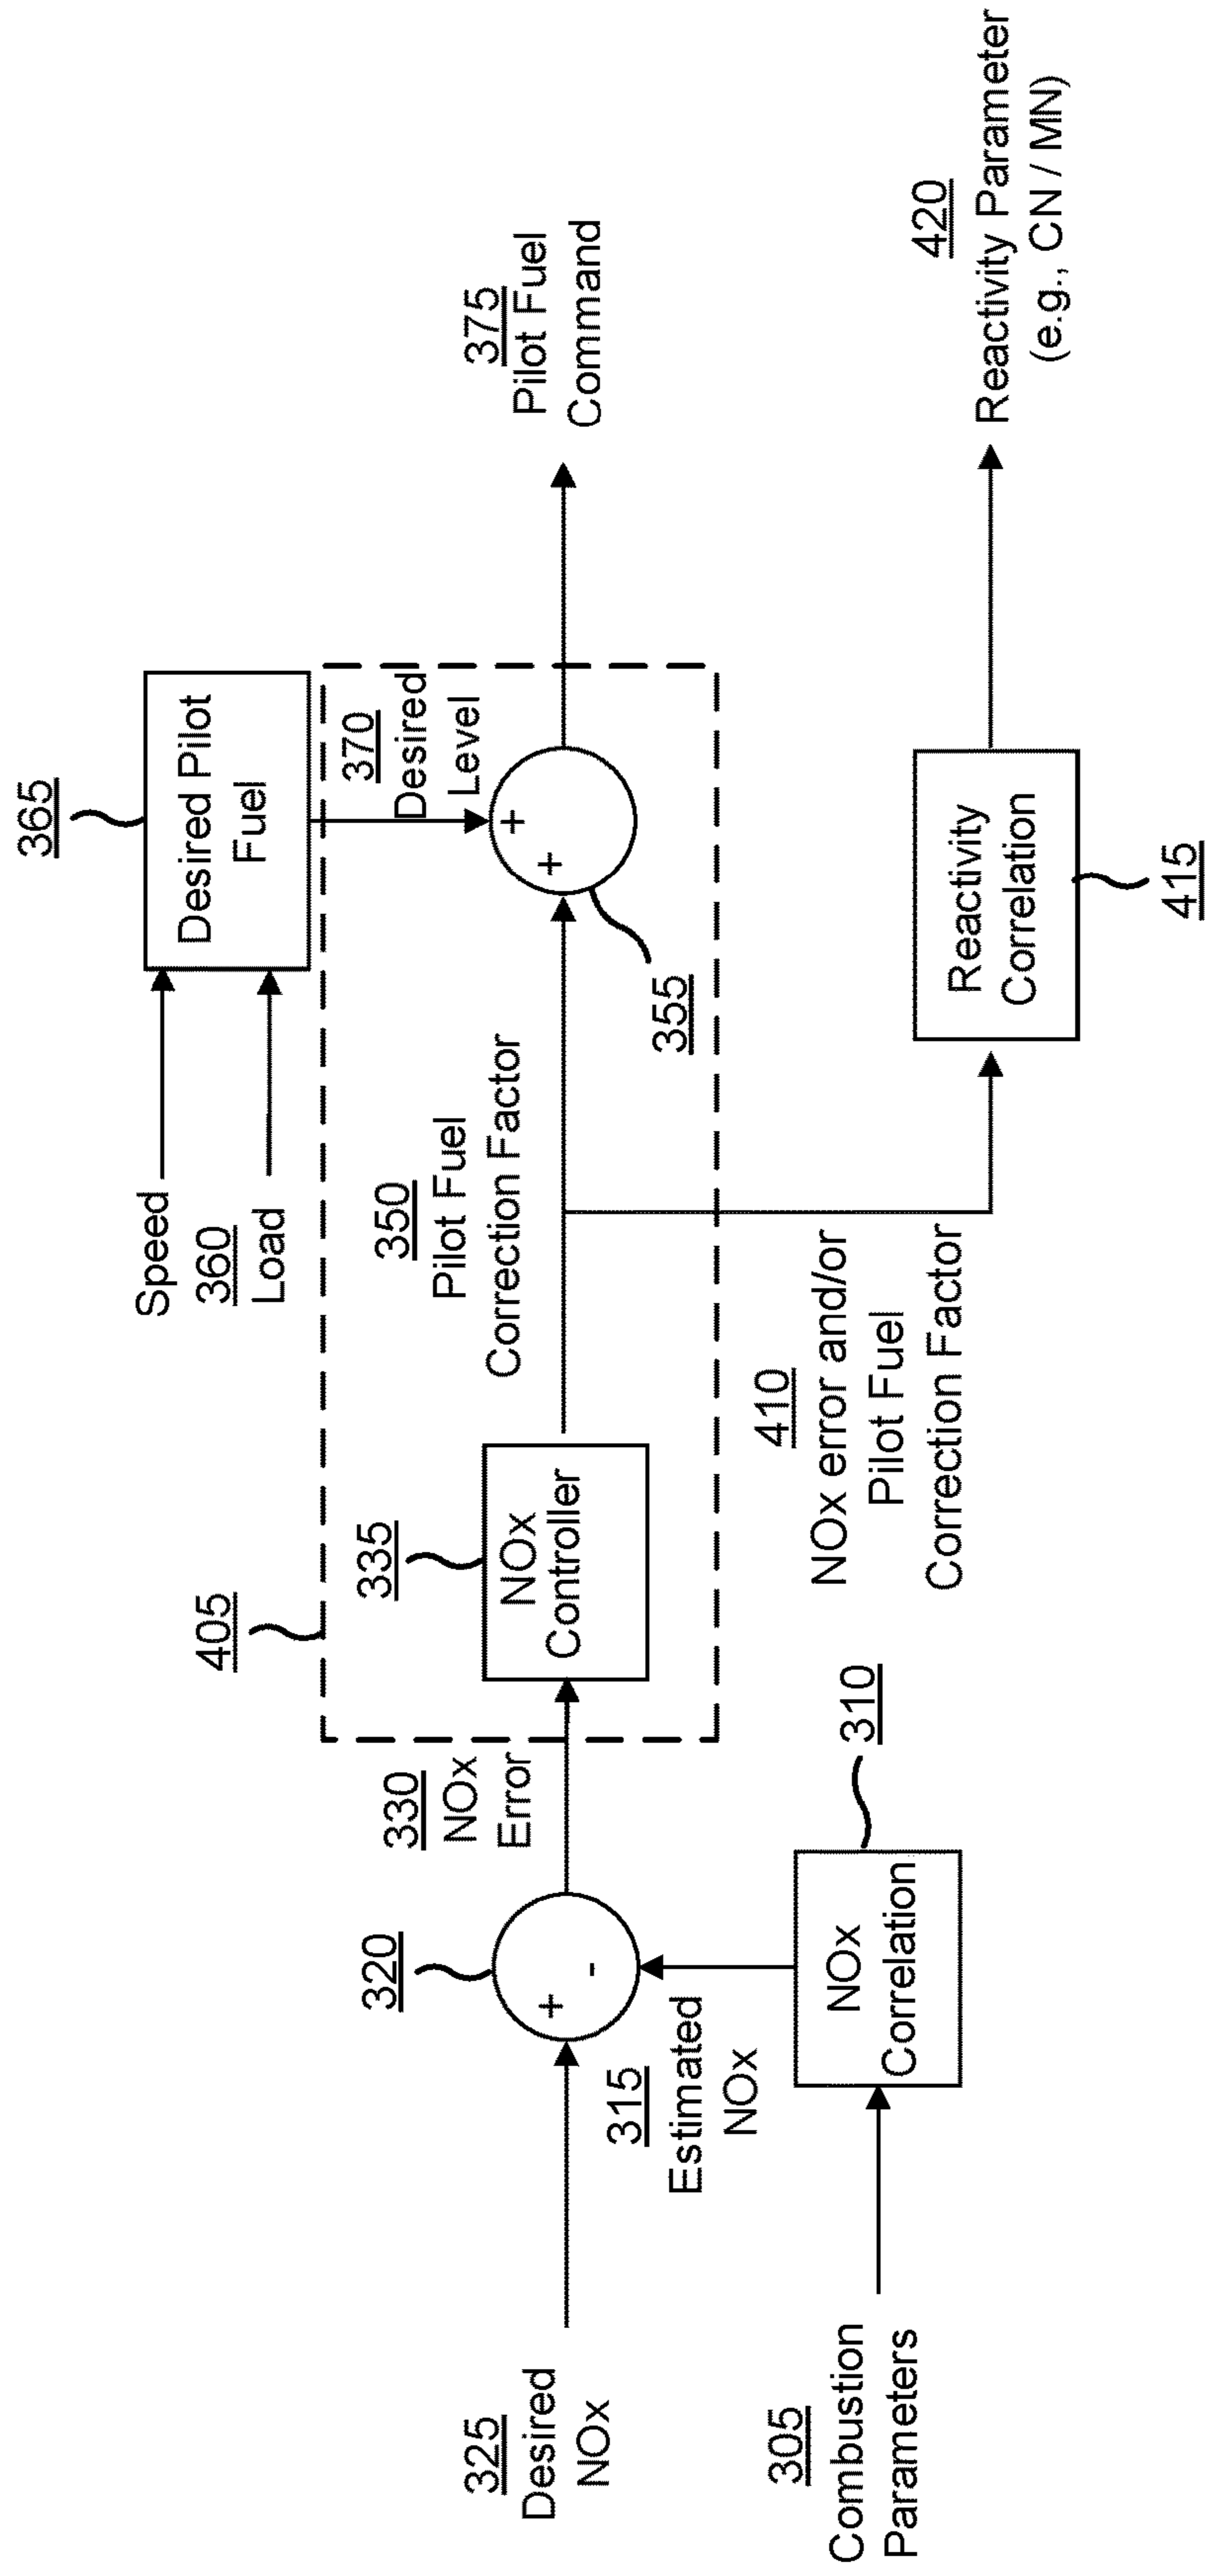 365
Desired Pilot
Fuel
Speed
360
Load
370
Desired
Level
375
Pilot Fuel
Command
405
350
Pilot Fuel
Correction Factor
+
+
355
335
NOx
Controller
330
NOx
Error
320
+
-
325
Desired
NOx
315
Estimated
NOx
310
NOx
Correlation
305
Combustion
Parameters
410
NOx error and/or
Pilot Fuel
Correction Factor
Reactivity
Correlation
415
420
Reactivity Parameter
(e.g., CN / MN)